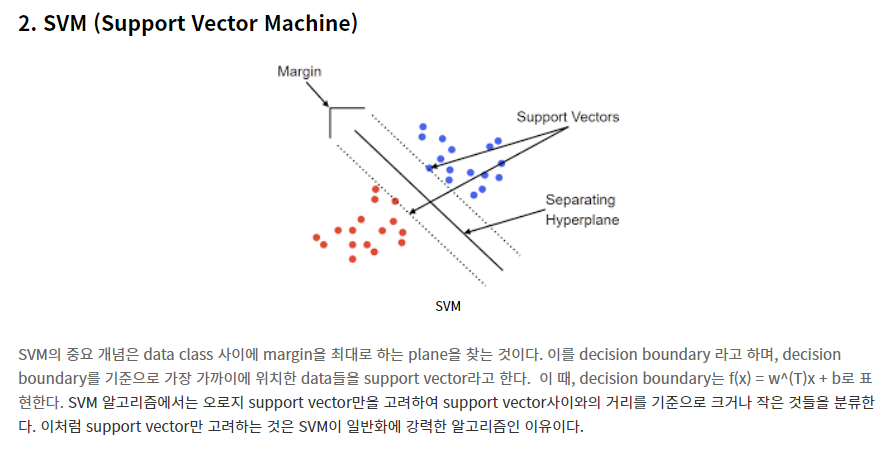 2. SVM (Support Vector Machine)
Margin
Support Vectors
Separating
Hyperplane
SVM
SVM의 중요 개념은 data class 사이에 margin을 최대로 하는 plane을 찾는 것이다. 이를 decision boundary 라고 하며, decision
boundary를 기준으로 가장 가까이에 위치한 data들을 support vector라고 한다.  이 때, decision boundary는 f(x) = w^(T)x + b로 표
현한다. SVM 알고리즘에서는 오로지 support vector만을 고려하여 support vector사이와의 거리를 기준으로 크거나 작은 것들을 분류한
다. 이처럼 support vector만 고려하는 것은 SVM이 일반화에 강력한 알고리즘인 이유이다.